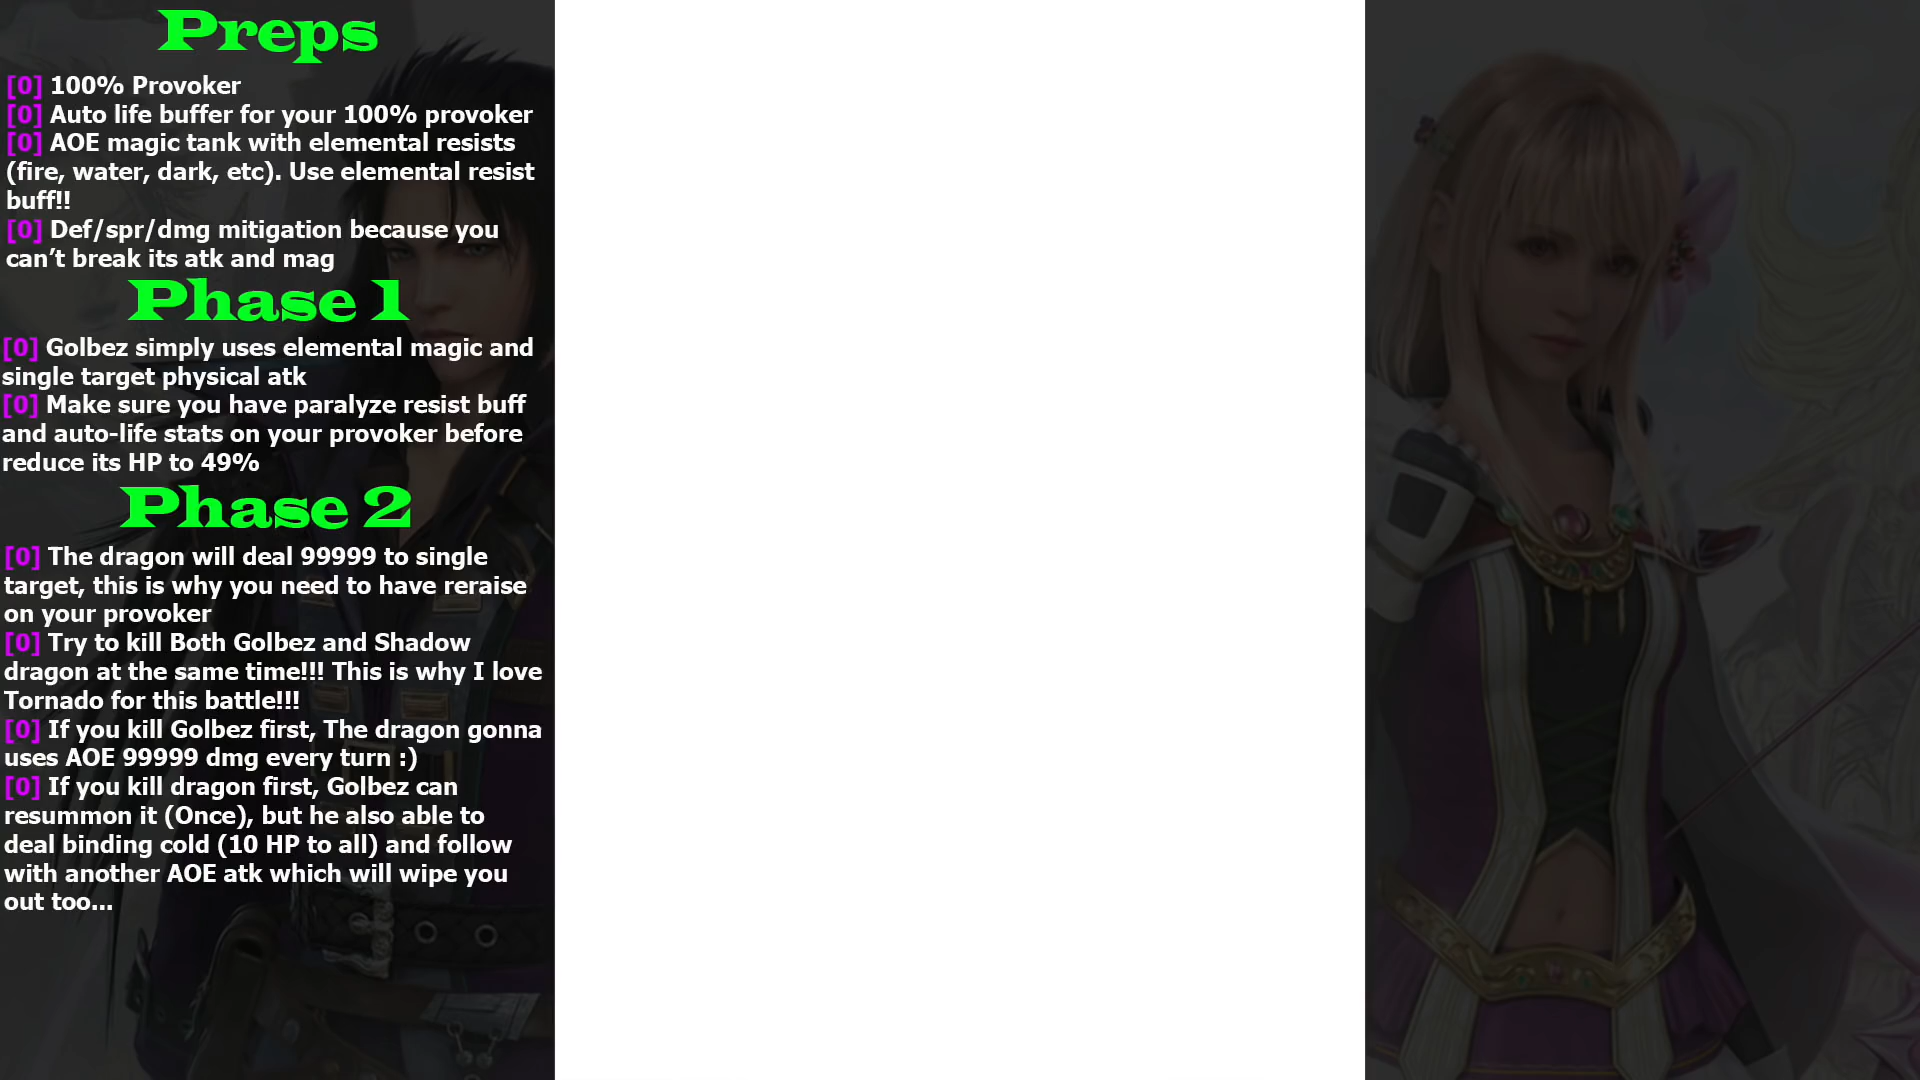 Preps
[0] 100% Provoker
[0] Auto life buffer for your 100% provoker
[0] AOE magic tank with elemental resists
(fire, water, dark, etc). Use elemental resist
buff!!
[0] Def/spr/dmg mitigation because you
can’t break its atk and mag
Phase 1
[0] Golbez simply uses elemental magic and
single target physical atk
[0] Make sure you have paralyze resist buff
and auto-life stats on your provoker before
reduce its HP to 49%
Phase 2
[0] The dragon will deal 99999 to single
target, this is why you need to have reraise
on your provoker
[0] Try to kill Both Golbez and Shadow
dragon at the same time!!! This is why I love
Tornado for this battle!!!
[0] If you kill Golbez first, The dragon gonna
uses AOE 99999 dmg every turn :)
[0] If you kill dragon first, Golbez can
resummon it (Once), but he also able to
deal binding cold (10 HP to all) and follow
with another AOE atk which will wipe you
out too...